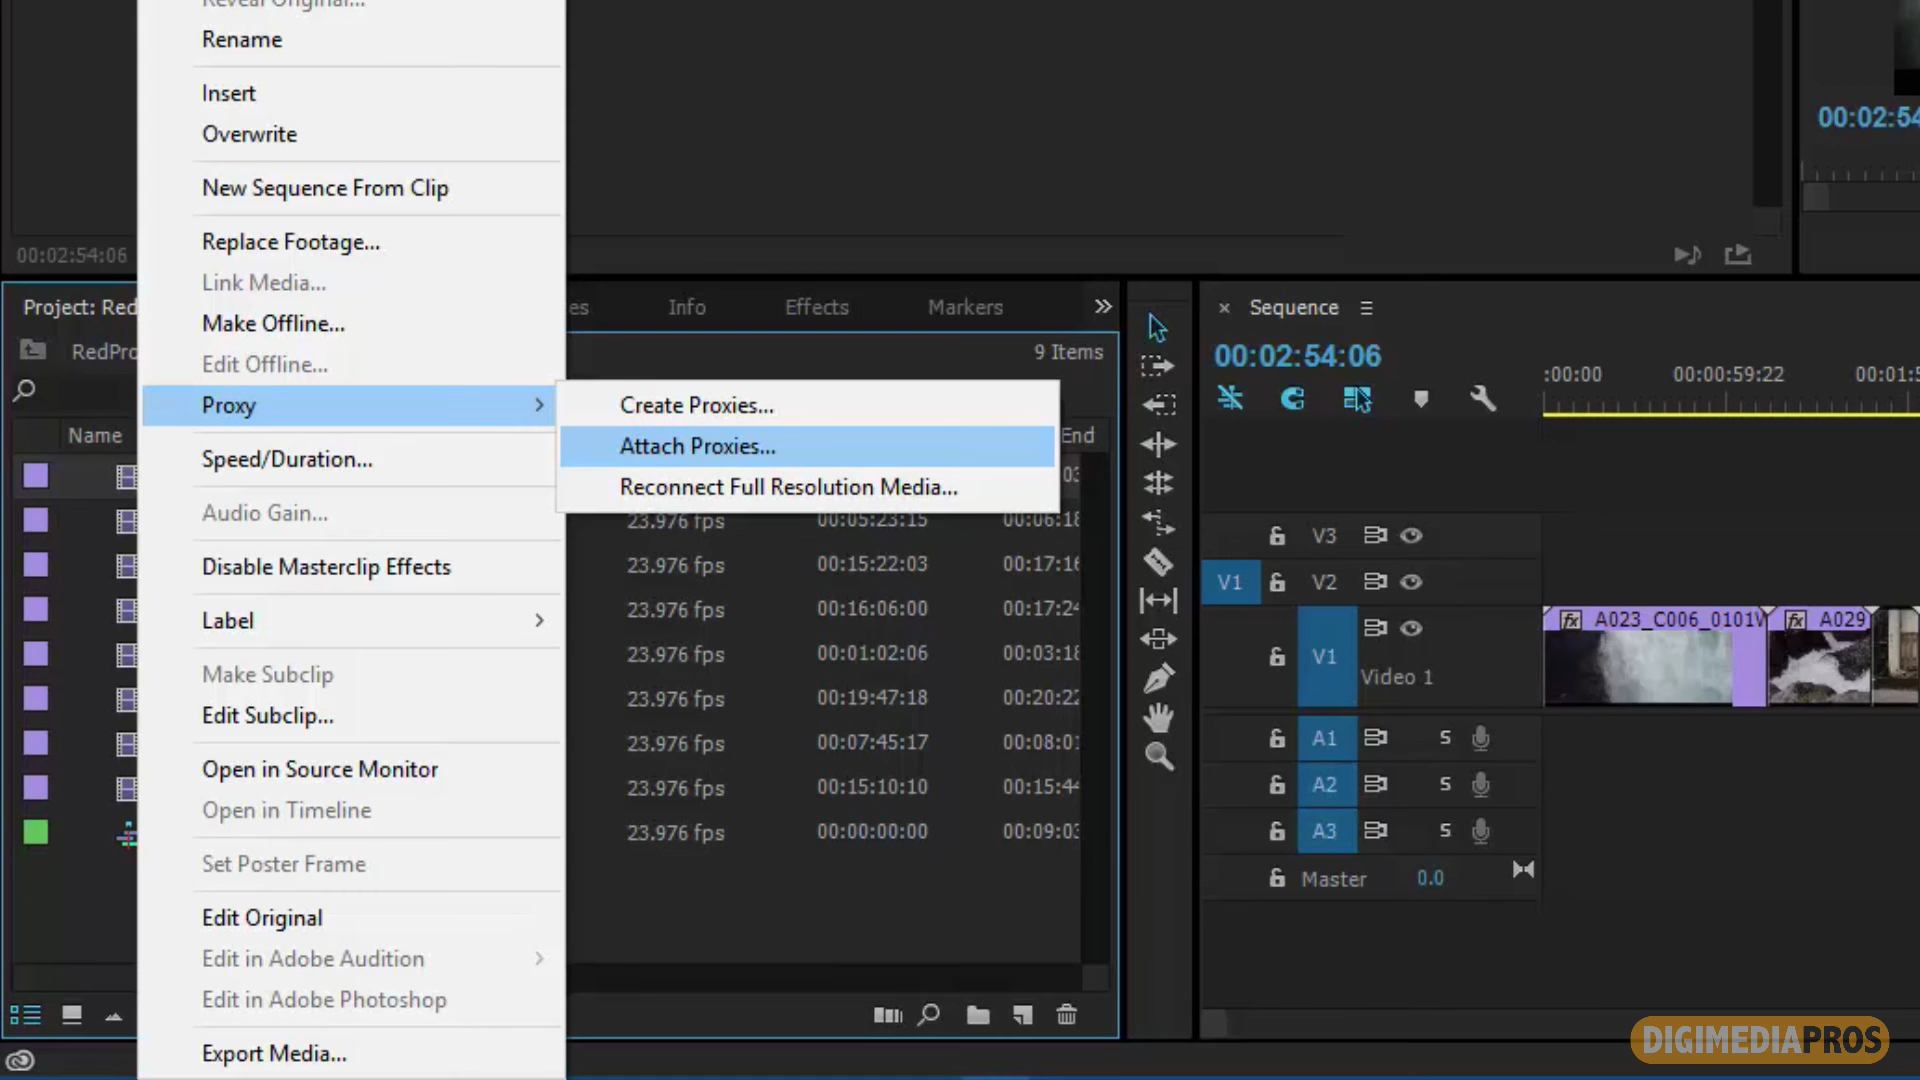 Reveal Original...
Rename
Insert
Overwrite
New Sequence From Clip
Replace Footage...
Link Media...
Make Offline...
Edit Offline...
Proxy
Speed/Duration...
Audio Gain...
Disable Masterclip Effects
Label
Make Subclip
Edit Subclip...
Open in Source Monitor
Open in Timeline
Set Poster Frame
Edit Original
Edit in Adobe Audition
Edit in Adobe Photoshop
Export Media...
Create Proxies...
Attach Proxies...
Reconnect Full Resolution Media...
00:02:54:06
00:02:54
Project: Red
es
Info
Effects
Markers
RedPro
9 Items
Name
End
03
23.976 fps 00:05:23:15 00:06:18
23.976 fps 00:15:22:03 00:17:16
23.976 fps 00:16:06:00 00:17:24
23.976 fps 00:01:02:06 00:03:18
23.976 fps 00:19:47:18 00:20:22
23.976 fps 00:07:45:17 00:08:01
23.976 fps 00:15:10:10 00:15:44
23.976 fps 00:00:00:00 00:09:03
× Sequence
00:02:54:06
:00:00 00:00:59:22 00:01:5
V3
V1 V2
V1 Video 1
fx A023_C006_0101V
fx A029
A1 S
A2 S
A3 S
Master 0.0
DIGIMEDIAPROS